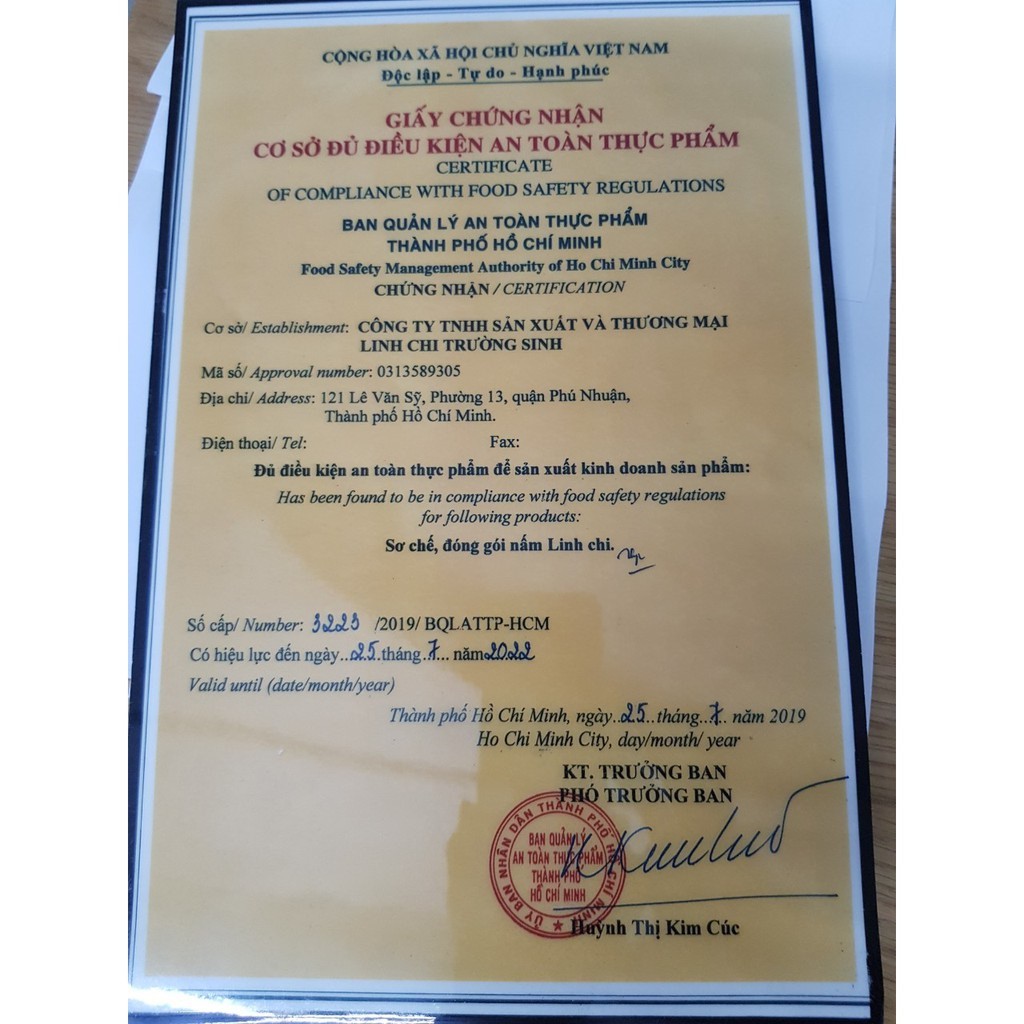 CỘNG HÒA XÃ HỘI CHỦ NGHĨA VIỆT NAM
Độc lập - Tự do - Hạnh phúc
GIẤY CHỨNG NHẬN
CƠ SỞ ĐỦ ĐIỀU KIỆN AN TOÀN THỰC PHẨM
CERTIFICATE
OF COMPLIANCE WITH FOOD SAFETY REGULATIONS
BAN QUẢN LÝ AN TOÀN THỰC PHẨM
THÀNH PHỐ HỒ CHÍ MINH
Food Safety Management Authority of Ho Chi Minh City
CHỨNG NHẬN / CERTIFICATION
Cơ sở/ Establishment: CÔNG TY TNHH SẢN XUẤT VÀ THƯƠNG MẠI
LINH CHI TRƯỜNG SINH
Mã số/ Approval number: 0313589305
Địa chỉ/ Address: 121 Lê Văn Sỹ, Phường 13, quận Phú Nhuận,
Thành phố Hồ Chí Minh.
Điện thoại/ Tel: Fax:
Đủ điều kiện an toàn thực phẩm để sản xuất kinh doanh sản phẩm:
Has been found to be in compliance with food safety regulations
for following products:
Sơ chế, đóng gói nấm Linh chi.
Số cấp/ Number: 3223 /2019/ BQLATTP-HCM
Có hiệu lực đến ngày..25.tháng.7... năm2022
Valid until (date/month/year)
Thành phố Hồ Chí Minh, ngày..25..tháng..7.. năm 2019
Ho Chi Minh City, day/month/ year
KT. TRƯỞNG BAN
PHÓ TRƯỞNG BAN
ỦY BAN NHÂN DÂN THÀNH PHỐ HỒ CHÍ MINH
BAN QUẢN LÝ
AN TOÀN THỰC PHẨM
THÀNH PHỐ
HỒ CHÍ MINH
Huỳnh Thị Kim Cúc